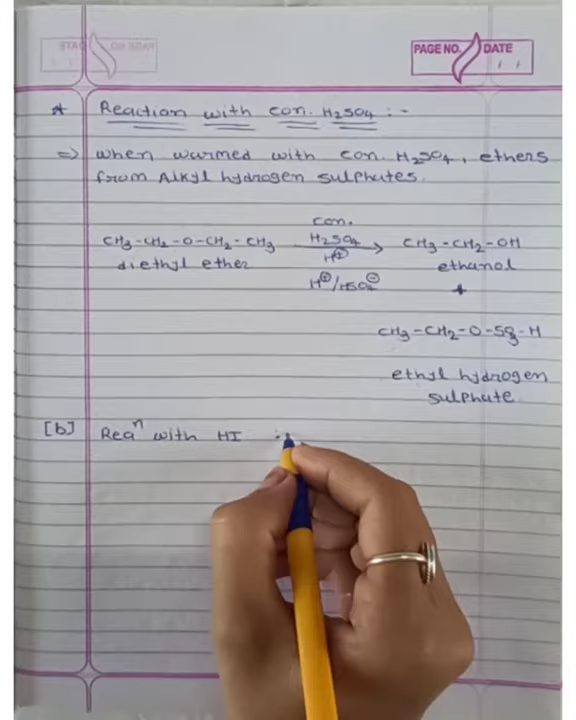 PAGE NO. DATE
* Reaction with con. H2SO4 :-
=> when warmed with con. H2SO4, ethers
from Alkyl hydrogen sulphates.
con.
CH3-CH2-O-CH2-CH3 H2SO4 → CH3-CH2-OH
H⊕
diethyl ether ethanol
H⊕/HSO4⊖ +
CH3-CH2-O-SO3-H
ethyl hydrogen
sulphate
[b] Reaⁿ with HI :-